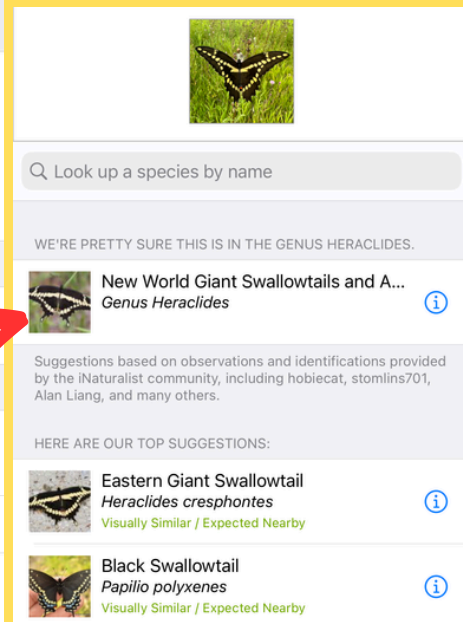 Look up a species by name
WE'RE PRETTY SURE THIS IS IN THE GENUS HERACLIDES.
New World Giant Swallowtails and A...
Genus Heraclides
Suggestions based on observations and identifications provided
by the iNaturalist community, including hobiecat, stomlins701,
Alan Liang, and many others.
HERE ARE OUR TOP SUGGESTIONS:
Eastern Giant Swallowtail
Heraclides cresphontes
Visually Similar / Expected Nearby
Black Swallowtail
Papilio polyxenes
Visually Similar / Expected Nearby